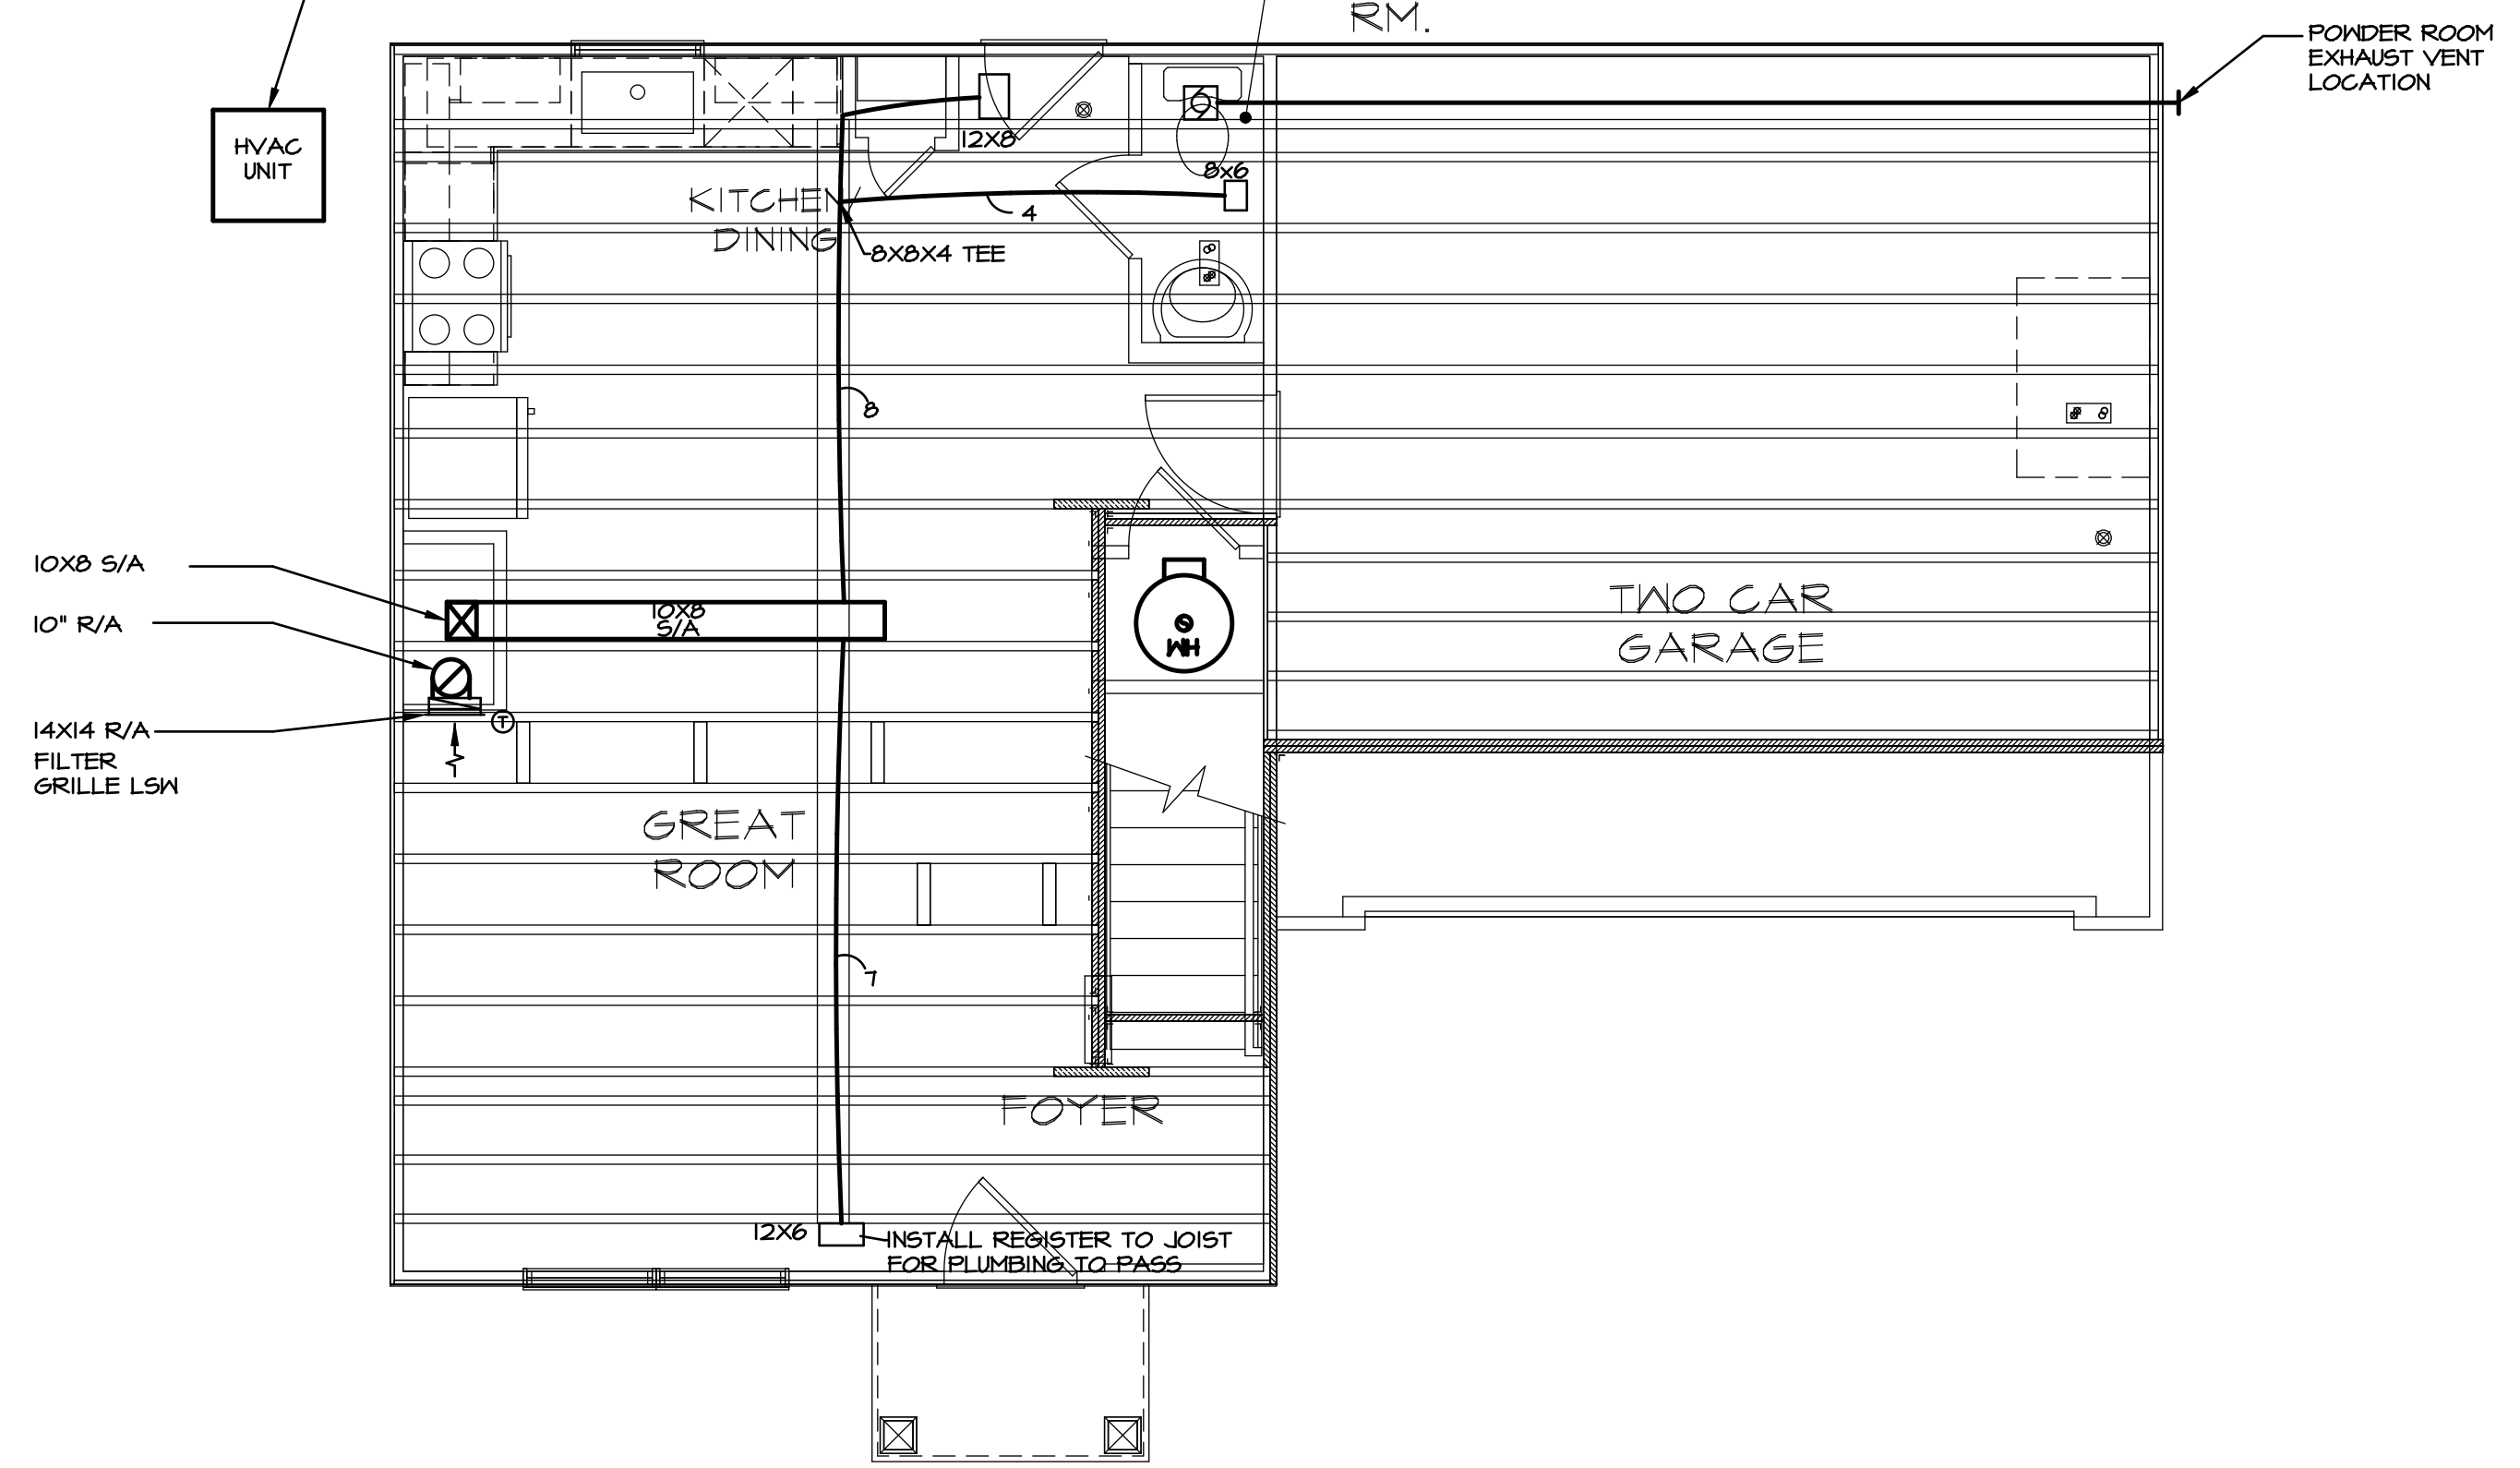 RM.
POWDER ROOM
EXHAUST VENT
LOCATION
HVAC
UNIT
12X8
8x6
KITCHEN/
DINING
4
8X8X4 TEE
8
10X8 S/A
10X8
S/A
10" R/A
WH
TWO CAR
GARAGE
14X14 R/A
FILTER
GRILLE LSW
T
GREAT
ROOM
7
FOYER
12X6
INSTALL REGISTER TO JOIST
FOR PLUMBING TO PASS